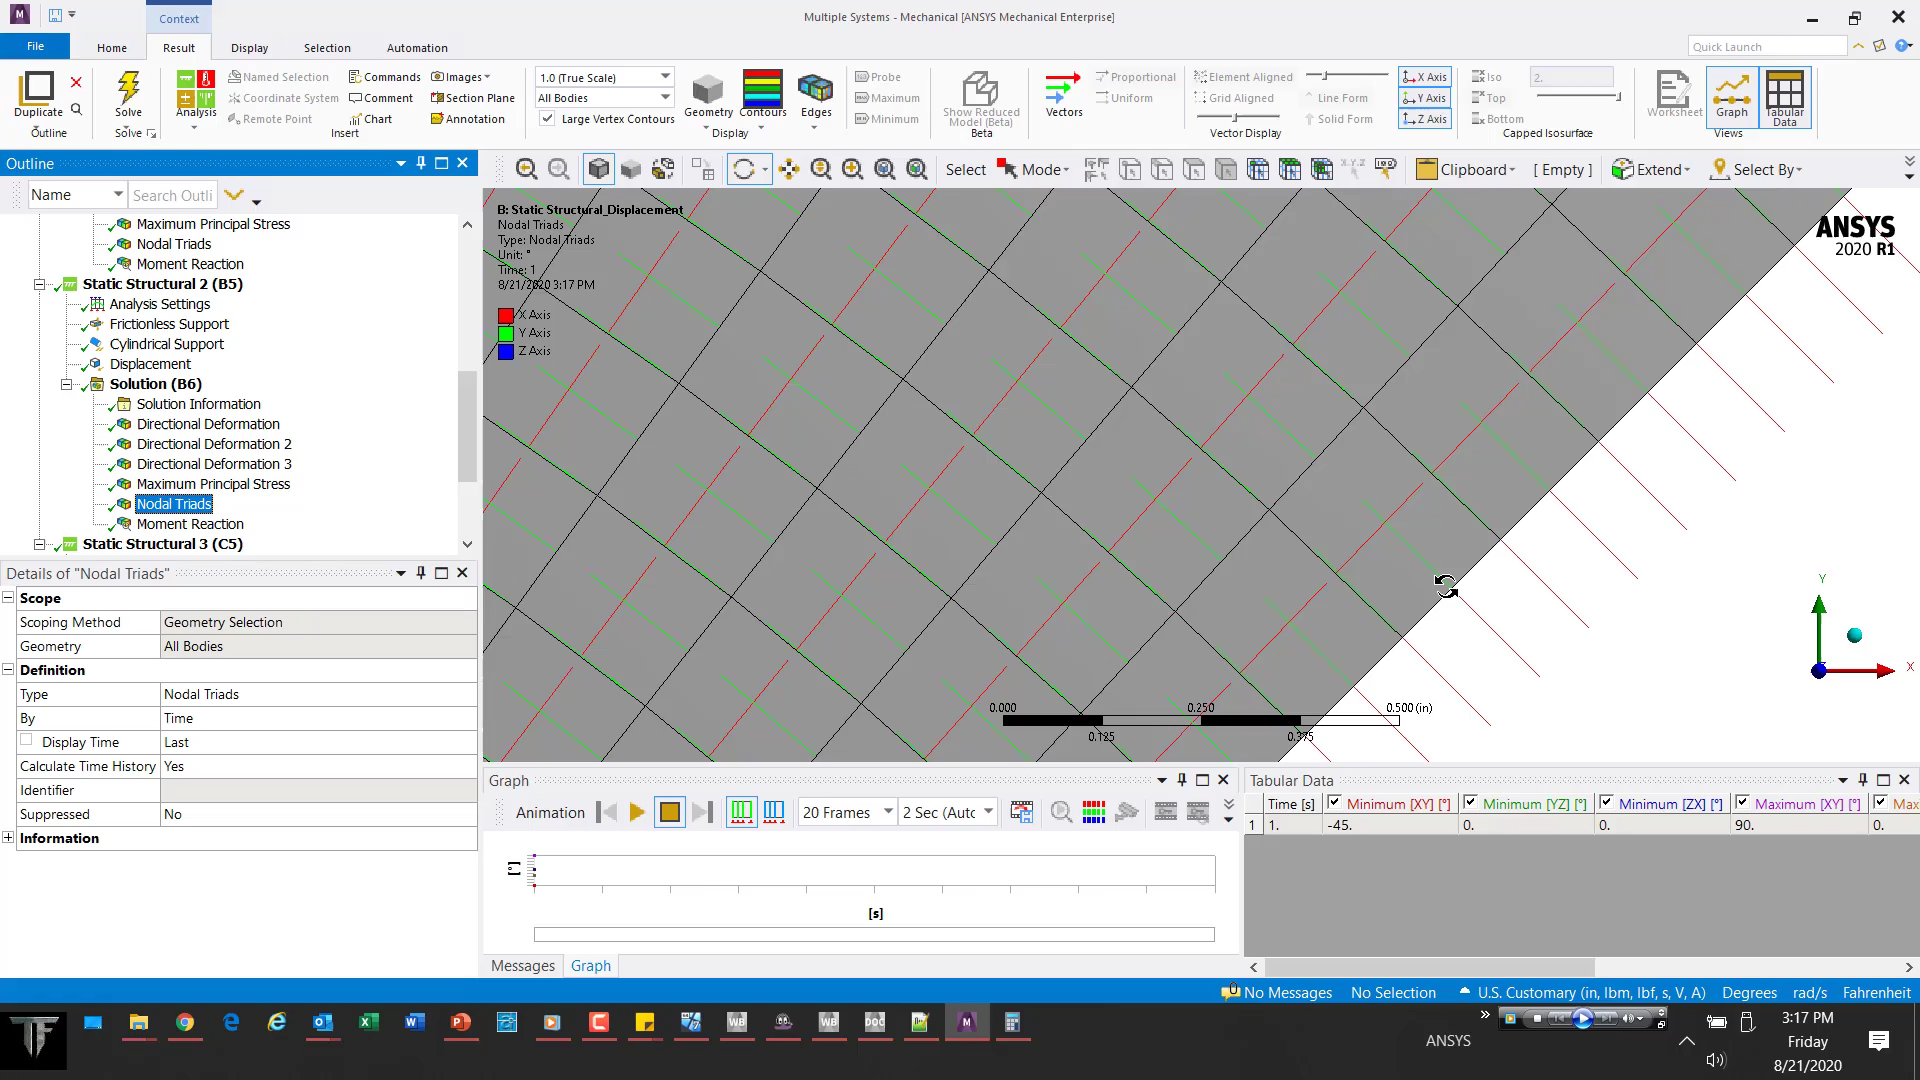 Context
Multiple Systems - Mechanical [ANSYS Mechanical Enterprise]
File
Home
Result
Display
Selection
Automation
Quick Launch
Duplicate
Outline
Solve
Solve
Analysis
Named Selection
Coordinate System
Remote Point
Commands
Comment
Chart
Images
Section Plane
Annotation
Insert
1.0 (True Scale)
All Bodies
Large Vertex Contours
Geometry
Contours
Edges
Display
Probe
Maximum
Minimum
Show Reduced
Model (Beta)
Beta
Vectors
Proportional
Uniform
Element Aligned
Grid Aligned
Line Form
Solid Form
Vector Display
X Axis
Y Axis
Z Axis
Iso
Top
Bottom
2.
Capped Isosurface
Worksheet
Graph
Tabular
Data
Views
Outline
Name
Search Outli
Select
Mode
Clipboard
[ Empty ]
Extend
Select By
Maximum Principal Stress
Nodal Triads
Moment Reaction
Static Structural 2 (B5)
Analysis Settings
Frictionless Support
Cylindrical Support
Displacement
Solution (B6)
Solution Information
Directional Deformation
Directional Deformation 2
Directional Deformation 3
Maximum Principal Stress
Nodal Triads
Moment Reaction
Static Structural 3 (C5)
B: Static Structural_Displacement
Nodal Triads
Type: Nodal Triads
Unit: °
Time: 1
8/21/2020 3:17 PM
X Axis
Y Axis
Z Axis
ANSYS
2020 R1
Y
X
0.000
0.250
0.500 (in)
0.125
0.375
Details of "Nodal Triads"
Scope
Scoping Method Geometry Selection
Geometry All Bodies
Definition
Type Nodal Triads
By Time
Display Time Last
Calculate Time History Yes
Identifier
Suppressed No
Information
Graph
Animation
20 Frames
2 Sec (Autc
[°]
[s]
Messages
Graph
Tabular Data
Time [s] Minimum [XY] [°] Minimum [YZ] [°] Minimum [ZX] [°] Maximum [XY] [°] Max
1 1. -45. 0. 0. 90. 0.
No Messages
No Selection
U.S. Customary (in, lbm, lbf, s, V, A)
Degrees
rad/s
Fahrenheit
ANSYS
3:17 PM
Friday
8/21/2020